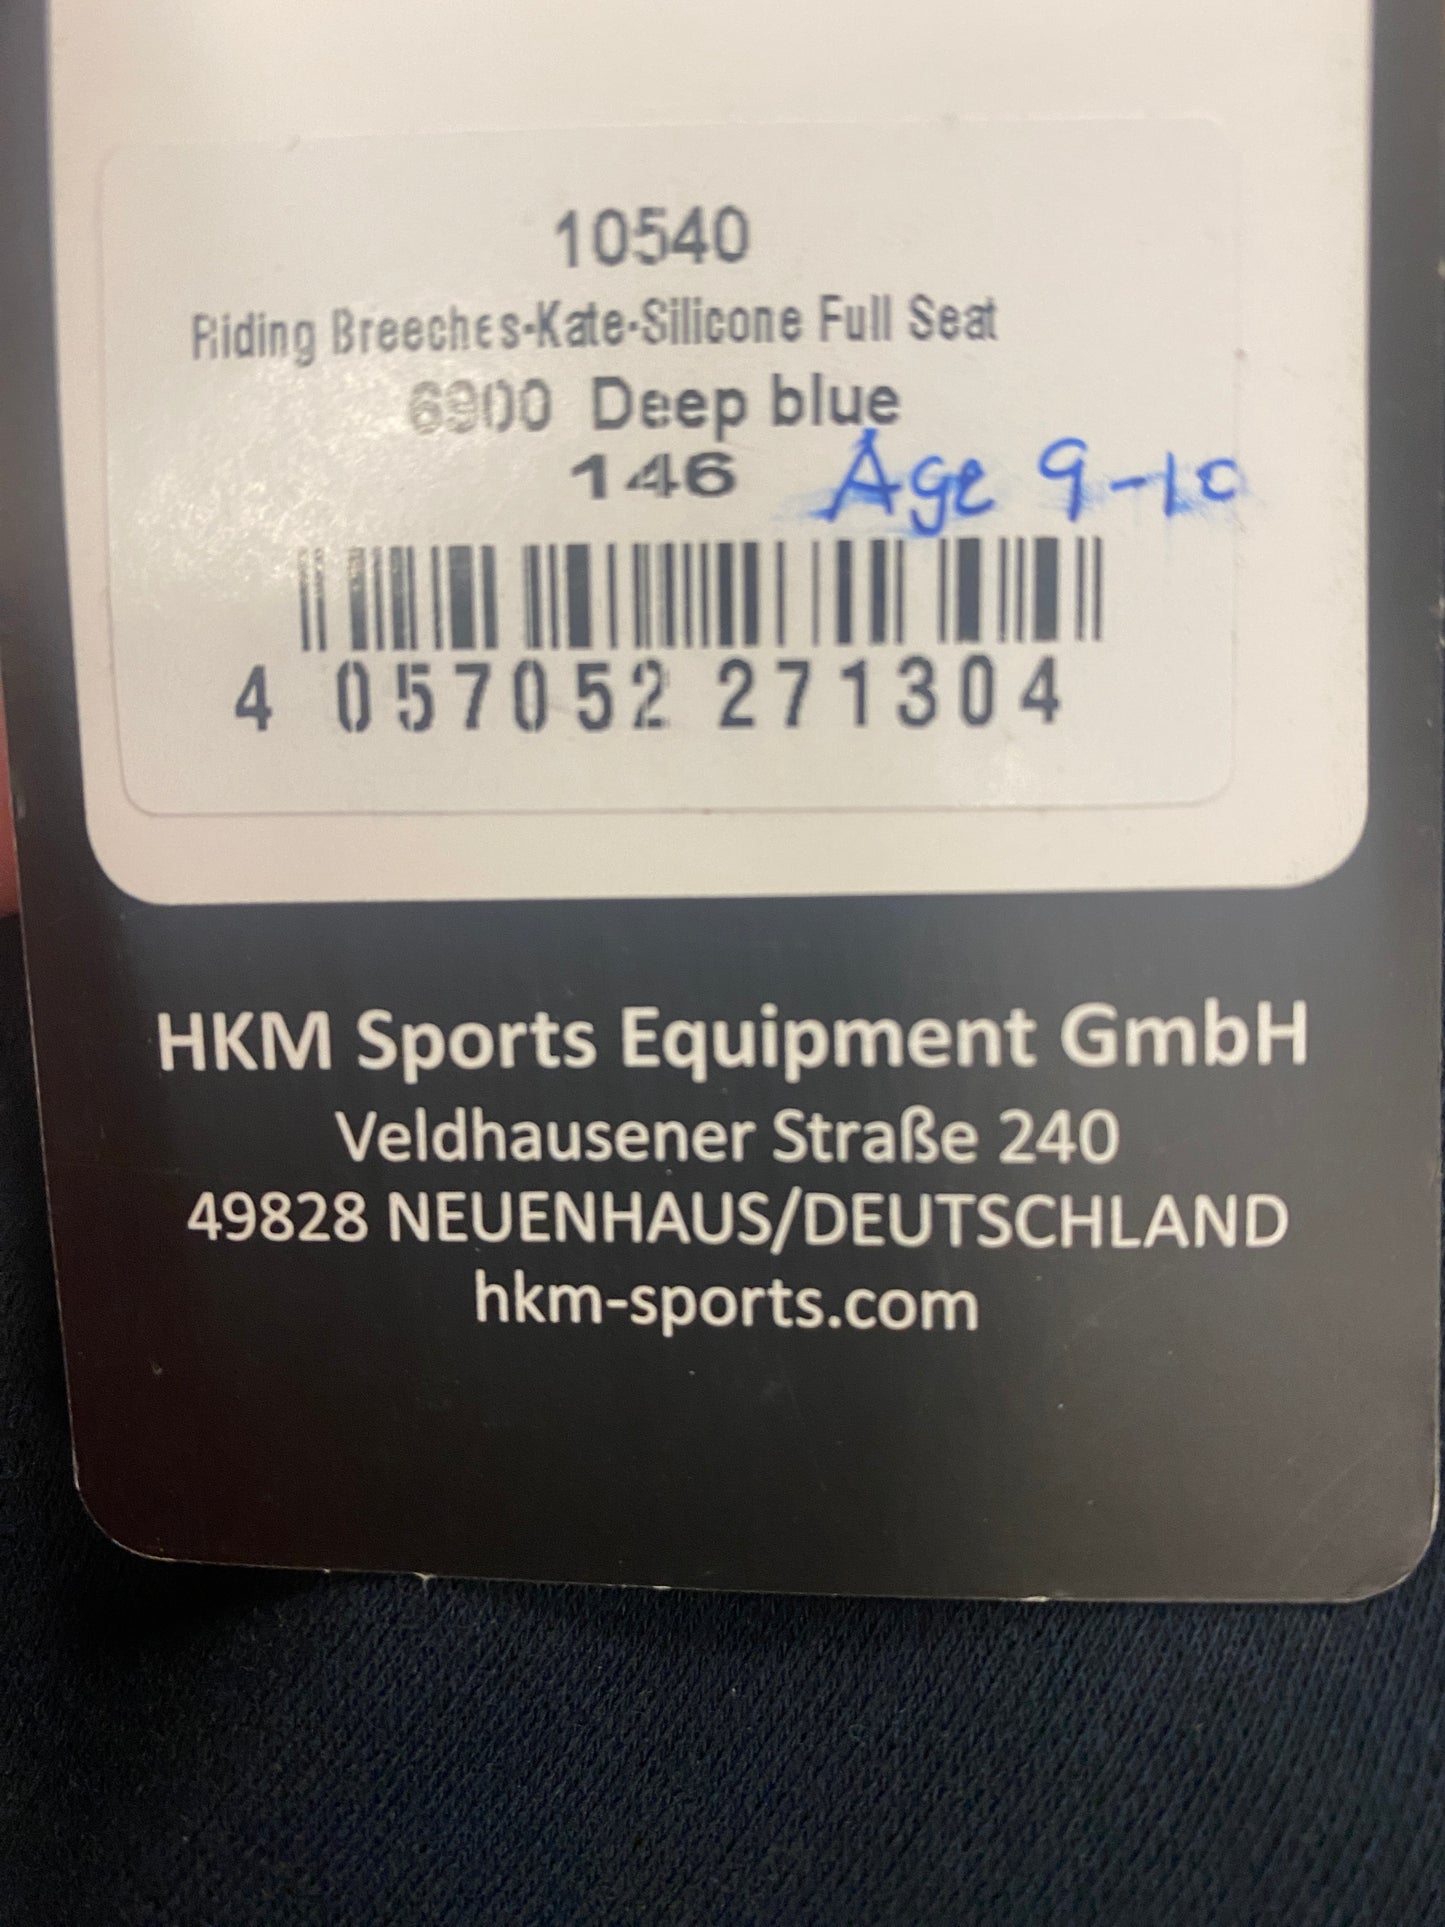 10540
Riding Breeches-Kate-Silicone Full Seat
6900 Deep blue
146 Age 9-10
4 057052 271304
HKM Sports Equipment GmbH
Veldhausener Straße 240
49828 NEUENHAUS/DEUTSCHLAND
hkm-sports.com